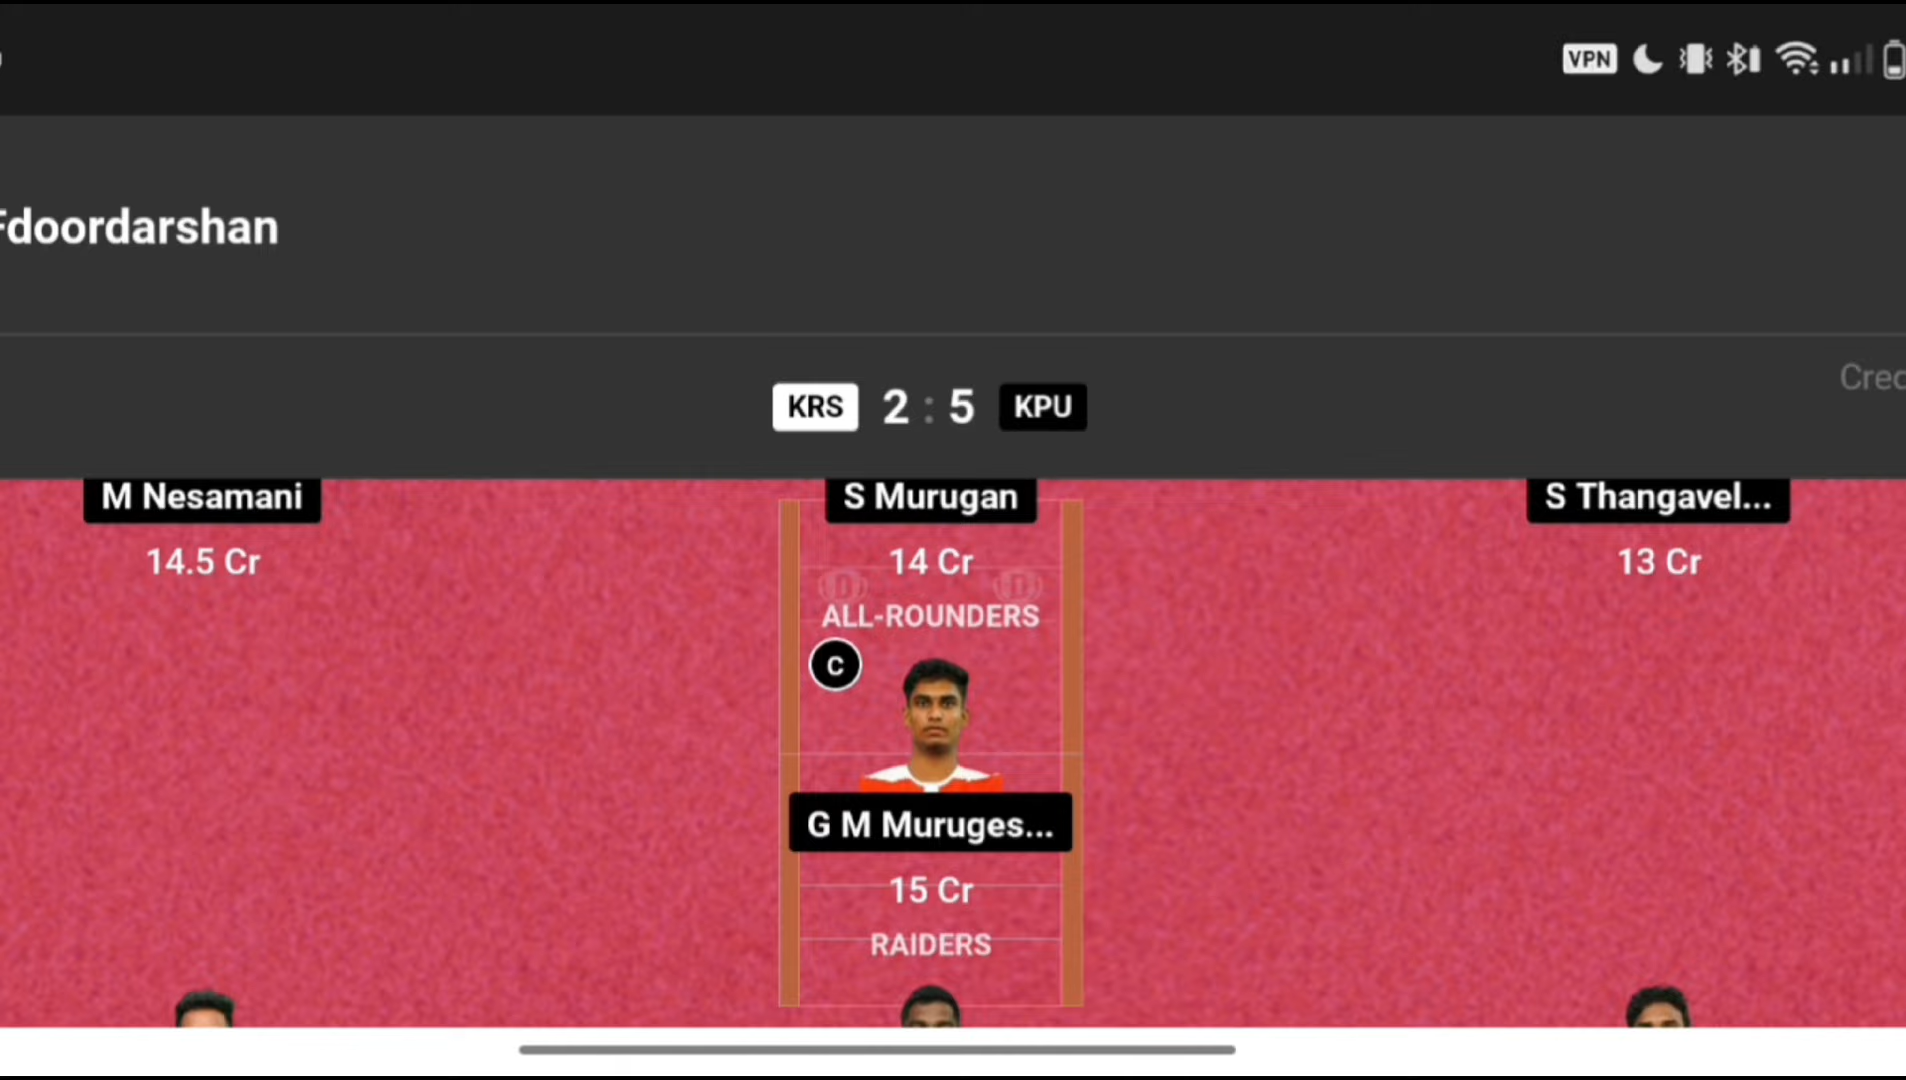 VPN
Fdoordarshan
Cred
KRS 2 : 5 KPU
M Nesamani S Murugan S Thangavel...
14.5 Cr 14 Cr 13 Cr
ALL-ROUNDERS
C
G M Muruges...
15 Cr
RAIDERS